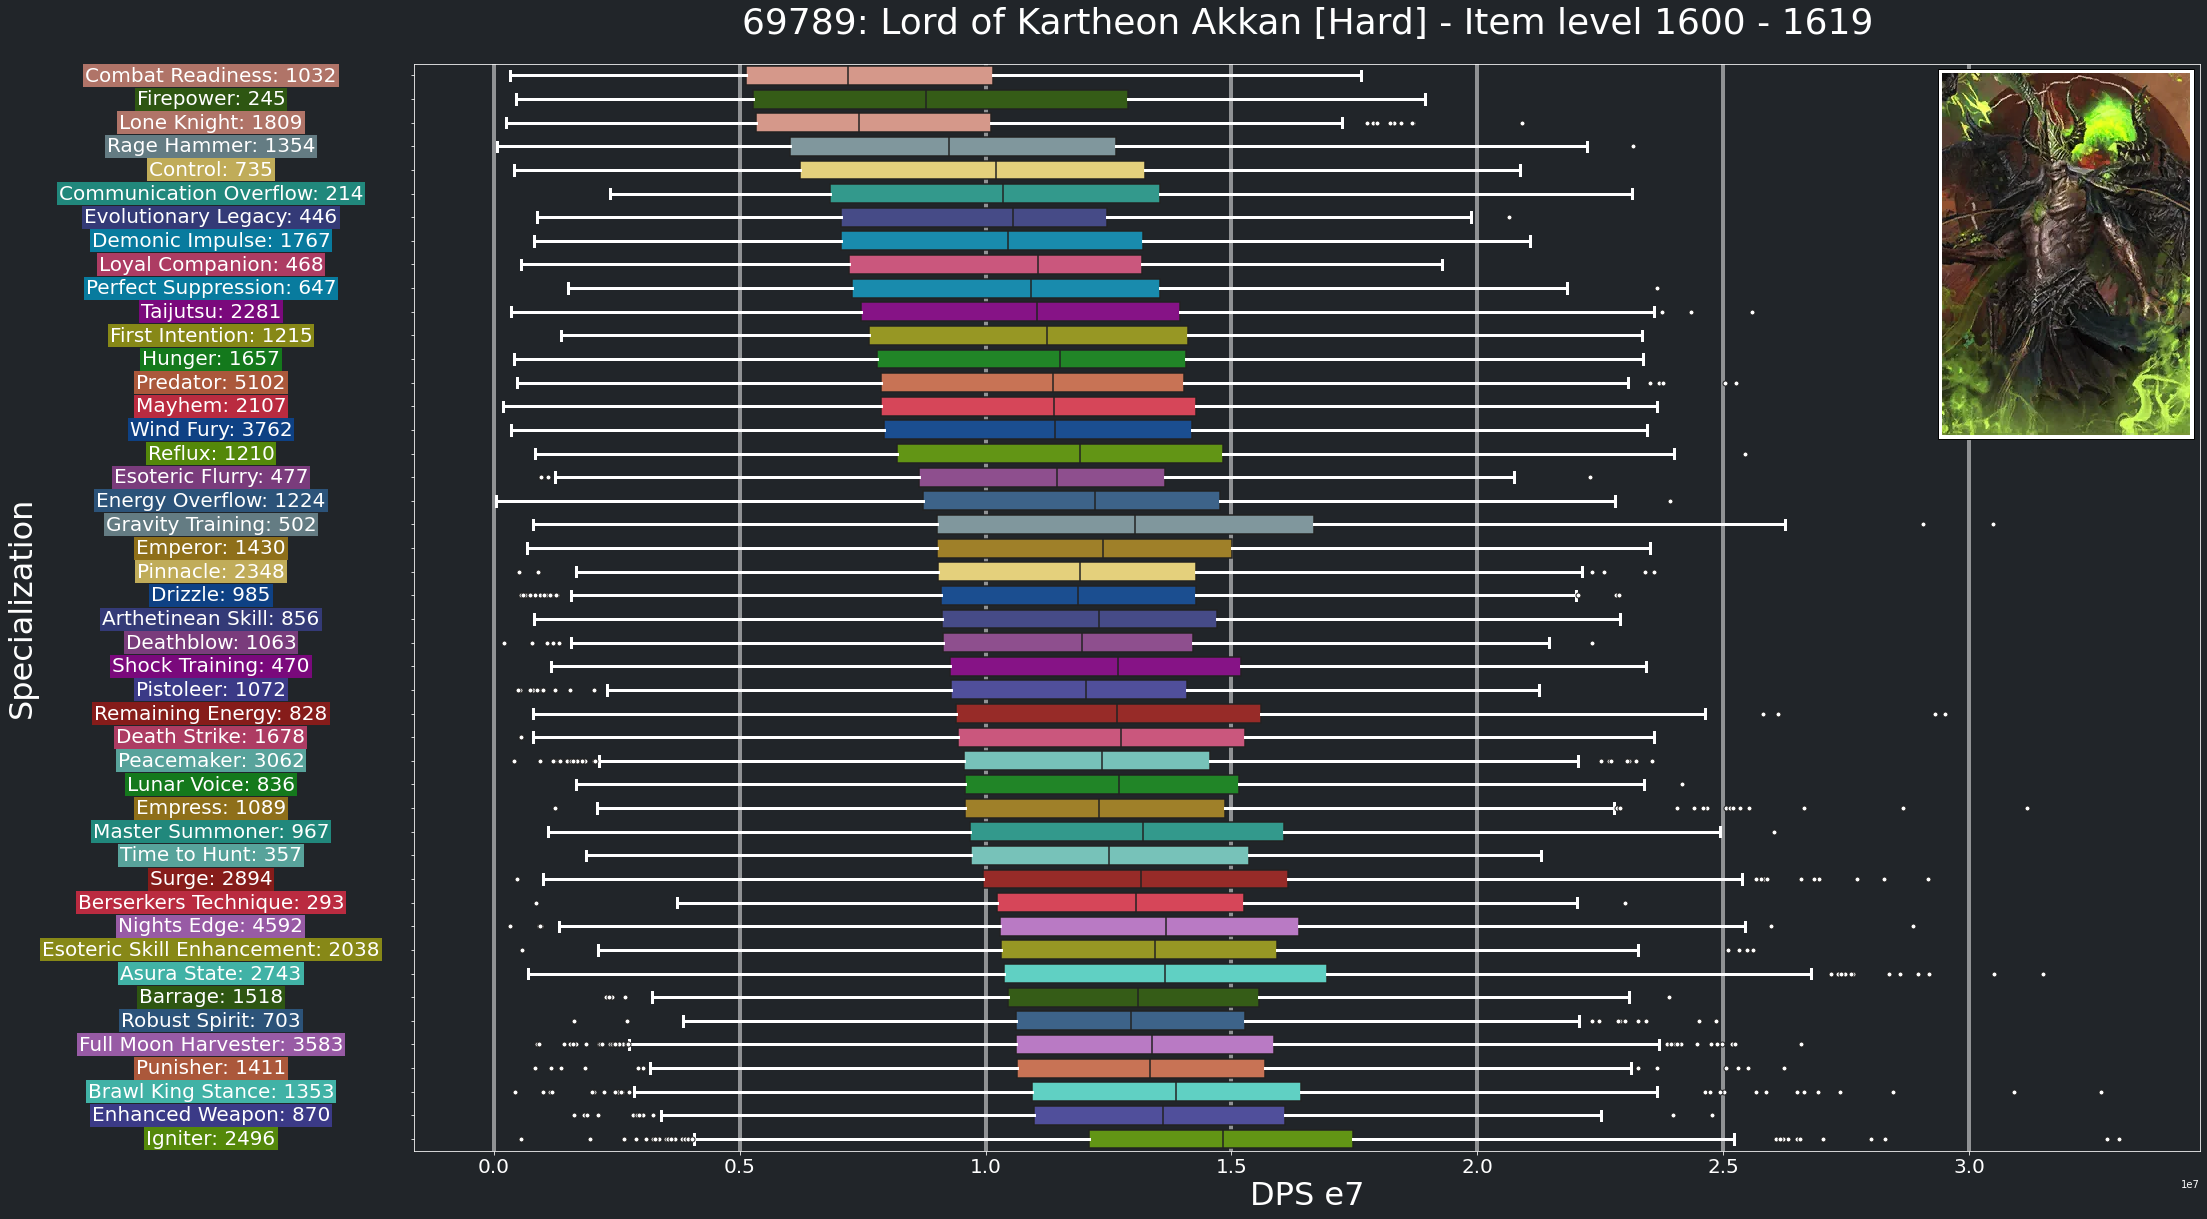 69789: Lord of Kartheon Akkan [Hard] - Item level 1600 - 1619
Specialization
Combat Readiness: 1032
Firepower: 245
Lone Knight: 1809
Rage Hammer: 1354
Control: 735
Communication Overflow: 214
Evolutionary Legacy: 446
Demonic Impulse: 1767
Loyal Companion: 468
Perfect Suppression: 647
Taijutsu: 2281
First Intention: 1215
Hunger: 1657
Predator: 5102
Mayhem: 2107
Wind Fury: 3762
Reflux: 1210
Esoteric Flurry: 477
Energy Overflow: 1224
Gravity Training: 502
Emperor: 1430
Pinnacle: 2348
Drizzle: 985
Arthetinean Skill: 856
Deathblow: 1063
Shock Training: 470
Pistoleer: 1072
Remaining Energy: 828
Death Strike: 1678
Peacemaker: 3062
Lunar Voice: 836
Empress: 1089
Master Summoner: 967
Time to Hunt: 357
Surge: 2894
Berserkers Technique: 293
Nights Edge: 4592
Esoteric Skill Enhancement: 2038
Asura State: 2743
Barrage: 1518
Robust Spirit: 703
Full Moon Harvester: 3583
Punisher: 1411
Brawl King Stance: 1353
Enhanced Weapon: 870
Igniter: 2496
0.0 0.5 1.0 1.5 2.0 2.5 3.0
1e7
DPS e7